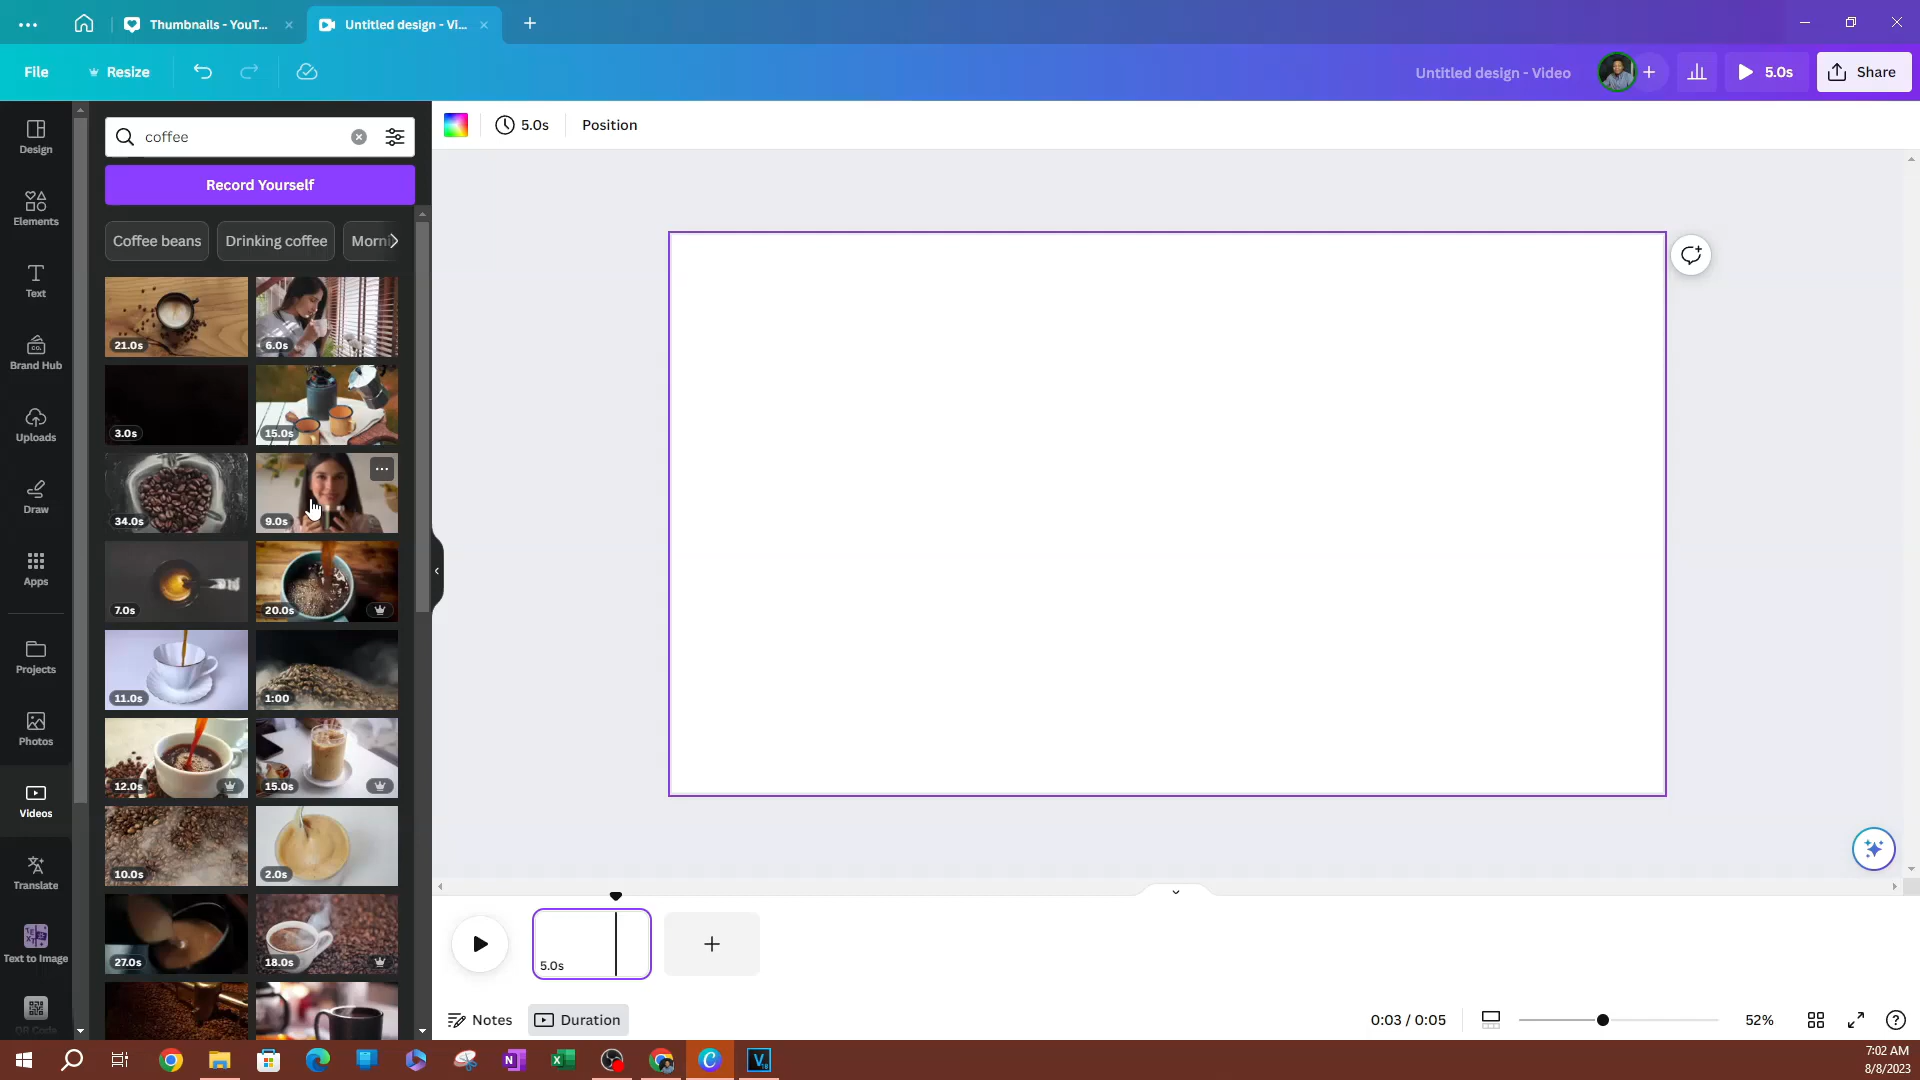 Thumbnails - YouT...
Untitled design - Vi...
File
Resize
Untitled design - Video
5.0s
Share
Design
Elements
Text
Brand Hub
Uploads
Draw
Apps
Projects
Photos
Videos
Translate
Text to Image
QR Code
coffee
Record Yourself
Coffee beans
Drinking coffee
Morni
21.0s
6.0s
3.0s
15.0s
34.0s
9.0s
7.0s
20.0s
11.0s
1:00
12.0s
15.0s
10.0s
2.0s
27.0s
18.0s
5.0s
Position
5.0s
Notes
Duration
0:03 / 0:05
52%
7:02 AM
8/8/2023